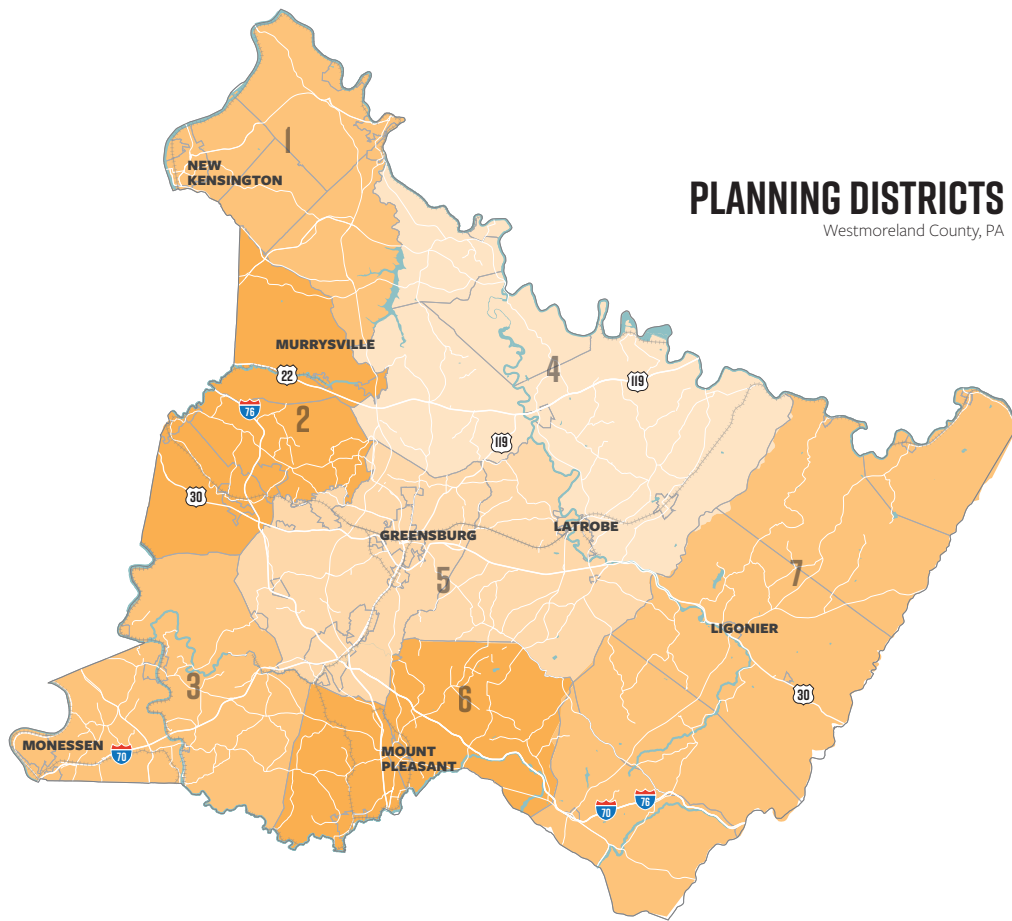 1
NEW
KENSINGTON
PLANNING DISTRICTS
Westmoreland County, PA
MURRYSVILLE
22
4
119
76
2
119
30
LATROBE
GREENSBURG
5
7
LIGONIER
3
6
30
MONESSEN
70
MOUNT
PLEASANT
76
70